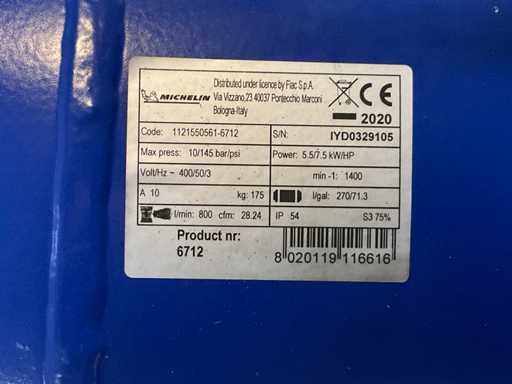 MICHELIN
Distributed under licence by Fiac S.p.A.
Via Vizzano,23 40037 Pontecchio Marconi
Bologna-Italy
CE
2020
Code: 1121550561-6712
S/N: IYD0329105
Max press: 10/145 bar/psi
Power: 5.5/7.5 kW/HP
Volt/Hz ~ 400/50/3
min -1: 1400
A 10 kg: 175
l/gal: 270/71.3
l/min: 800 cfm: 28.24
IP 54 S3 75%
Product nr:
6712
8 020119 116616